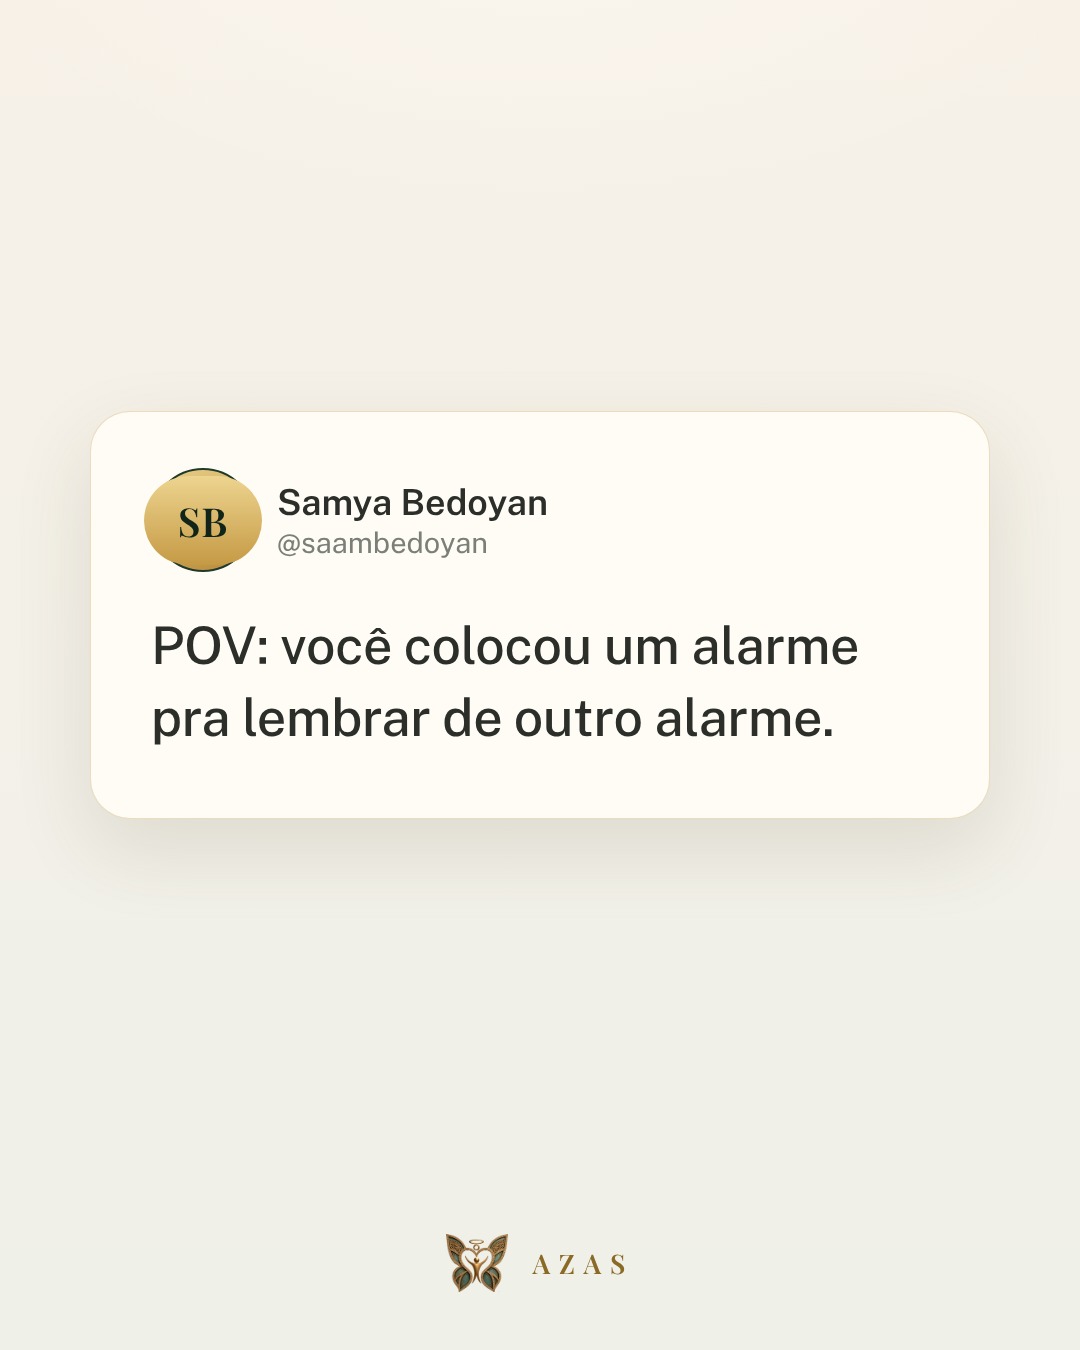 SB
Samya Bedoyan
@saambedoyan
POV: você colocou um alarme
pra lembrar de outro alarme.
AZAS